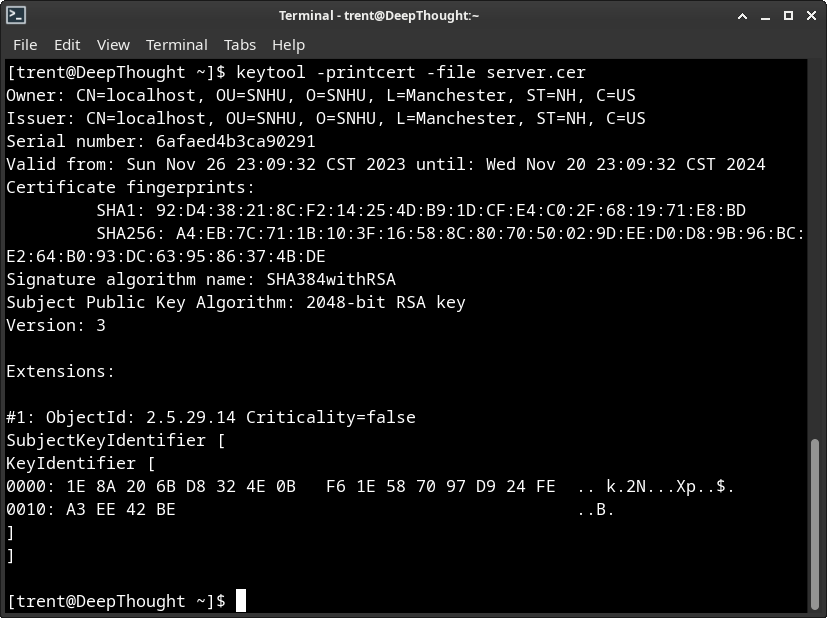 Terminal - trent@DeepThought:~
File Edit View Terminal Tabs Help
[trent@DeepThought ~]$ keytool -printcert -file server.cer
Owner: CN=localhost, OU=SNHU, O=SNHU, L=Manchester, ST=NH, C=US
Issuer: CN=localhost, OU=SNHU, O=SNHU, L=Manchester, ST=NH, C=US
Serial number: 6afaed4b3ca90291
Valid from: Sun Nov 26 23:09:32 CST 2023 until: Wed Nov 20 23:09:32 CST 2024
Certificate fingerprints:
         SHA1: 92:D4:38:21:8C:F2:14:25:4D:B9:1D:CF:E4:C0:2F:68:19:71:E8:BD
         SHA256: A4:EB:7C:71:1B:10:3F:16:58:8C:80:70:50:02:9D:EE:D0:D8:9B:96:BC:
E2:64:B0:93:DC:63:95:86:37:4B:DE
Signature algorithm name: SHA384withRSA
Subject Public Key Algorithm: 2048-bit RSA key
Version: 3
Extensions:
#1: ObjectId: 2.5.29.14 Criticality=false
SubjectKeyIdentifier [
KeyIdentifier [
0000: 1E 8A 20 6B D8 32 4E 0B   F6 1E 58 70 97 D9 24 FE  .. k.2N...Xp..$.
0010: A3 EE 42 BE                                        ..B.
]
]
[trent@DeepThought ~]$